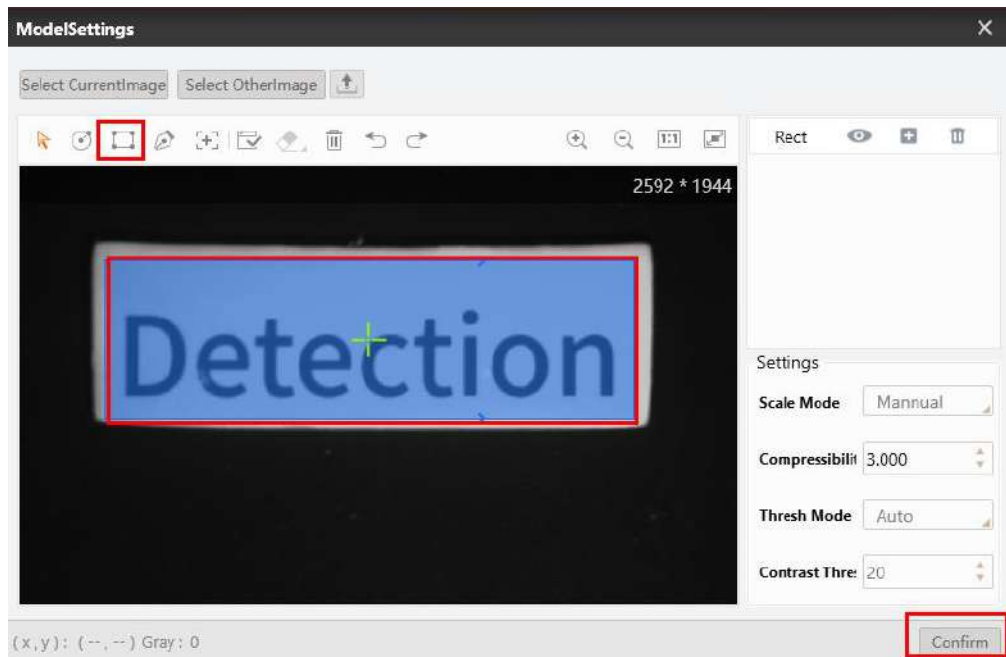 ModelSettings
Select CurrentImage Select OtherImage
1:1
Rect
2592 * 1944
Detection
Settings
Scale Mode Mannual
Compressibilit 3.000
Thresh Mode Auto
Contrast Thre: 20
(x,y): (--,--) Gray: 0
Confirm